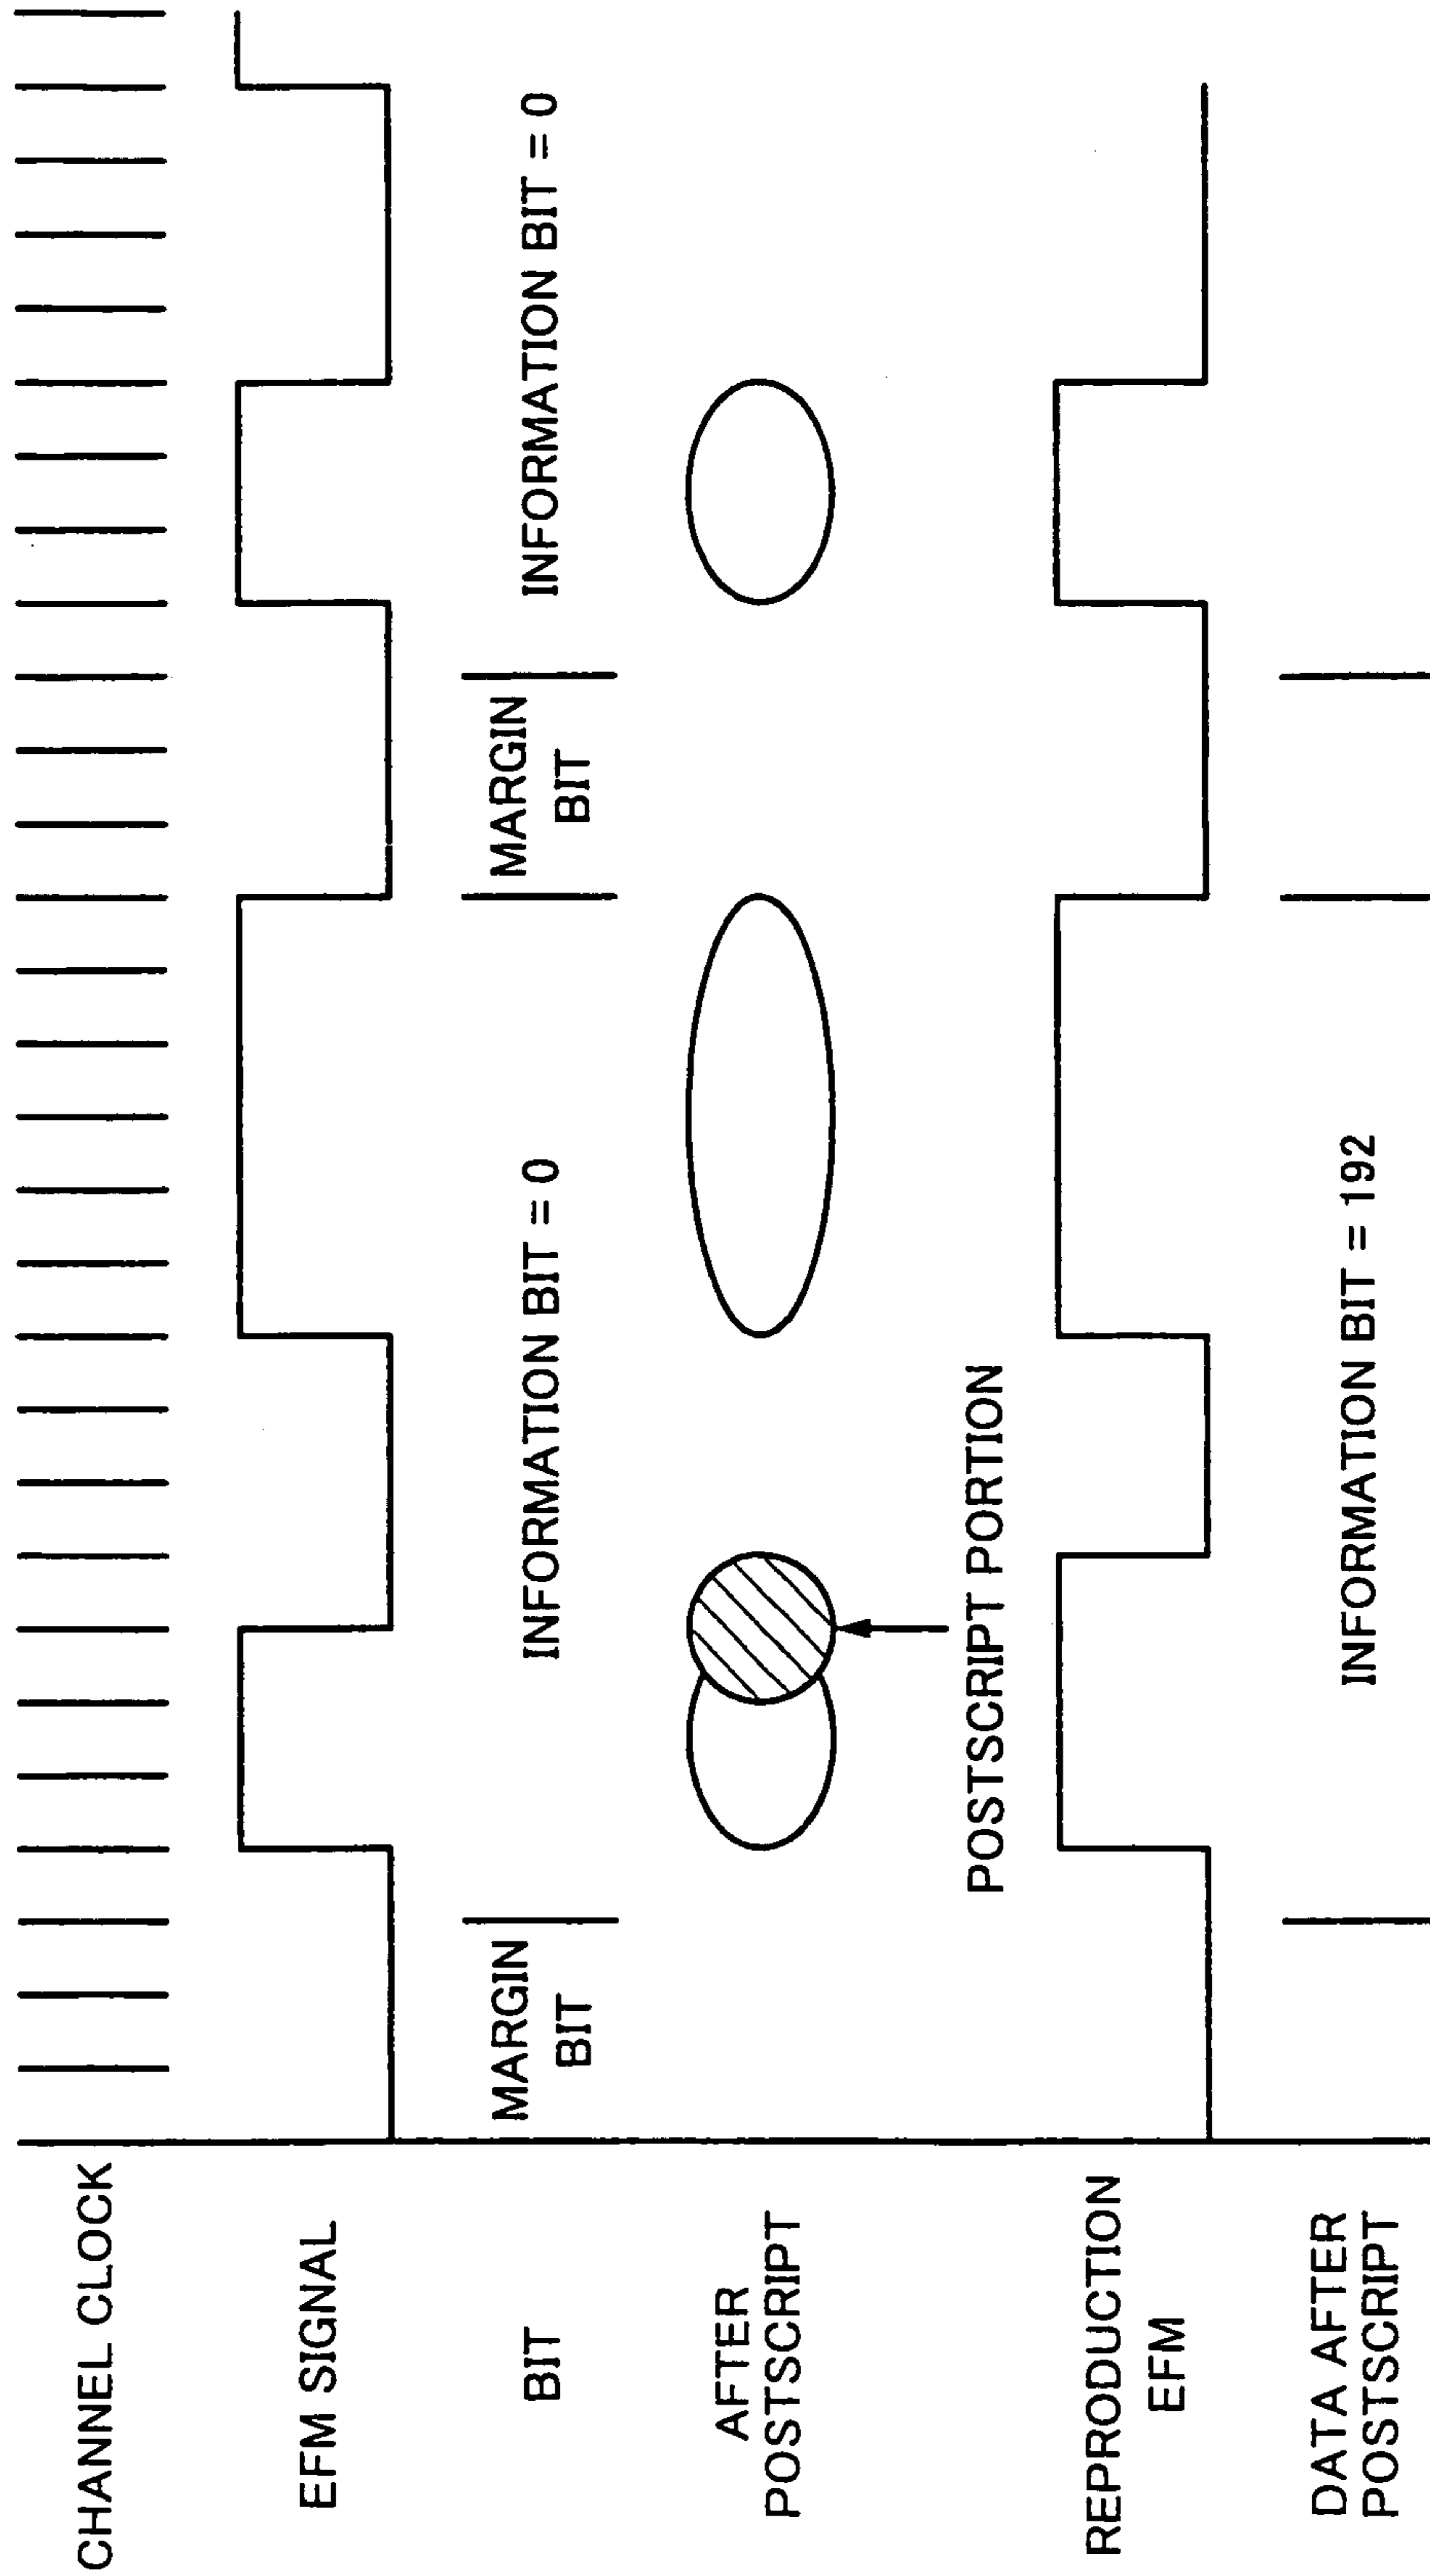 CHANNEL CLOCK
EFM SIGNAL
BIT
MARGIN
BIT
INFORMATION BIT = 0
MARGIN
BIT
INFORMATION BIT = 0
AFTER
POSTSCRIPT
POSTSCRIPT PORTION
REPRODUCTION
EFM
DATA AFTER
POSTSCRIPT
INFORMATION BIT = 192